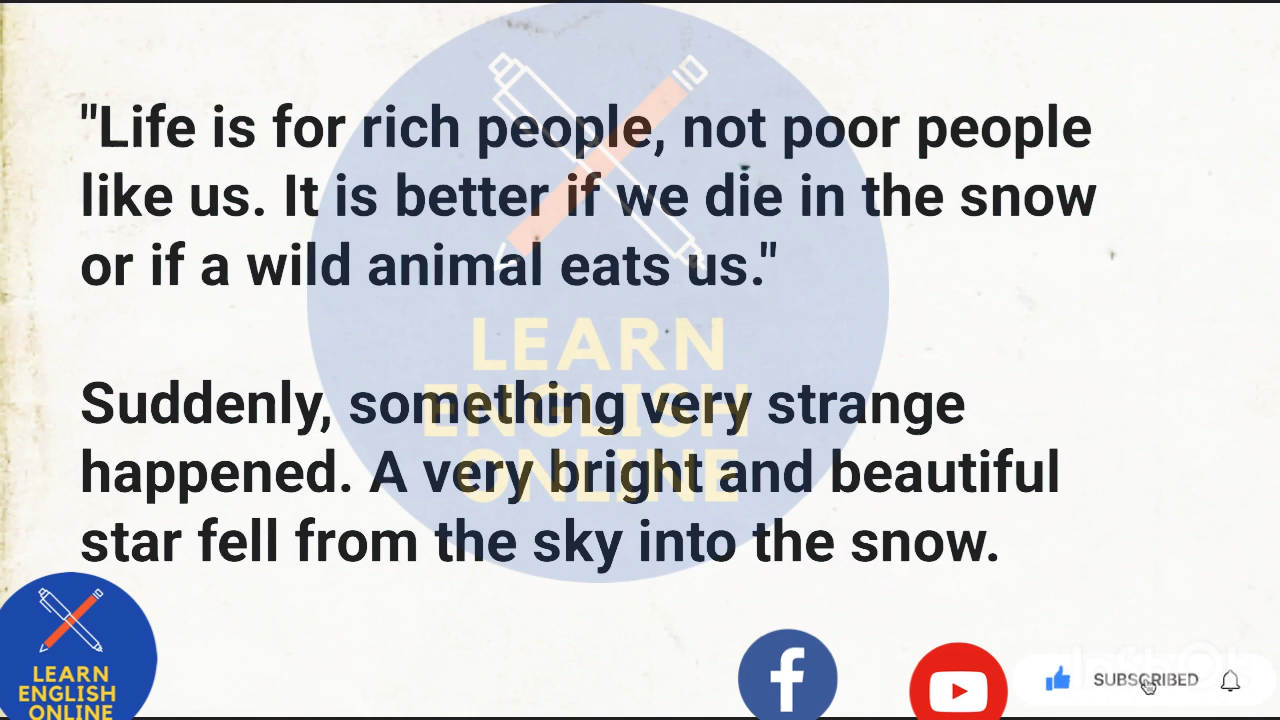 "Life is for rich people, not poor people
like us. It is better if we die in the snow
or if a wild animal eats us."
Suddenly, something very strange
happened. A very bright and beautiful
star fell from the sky into the snow.
LEARN
ENGLISH
ONLINE
LEARN
ENGLISH
ONLINE
SUBSCRIBED